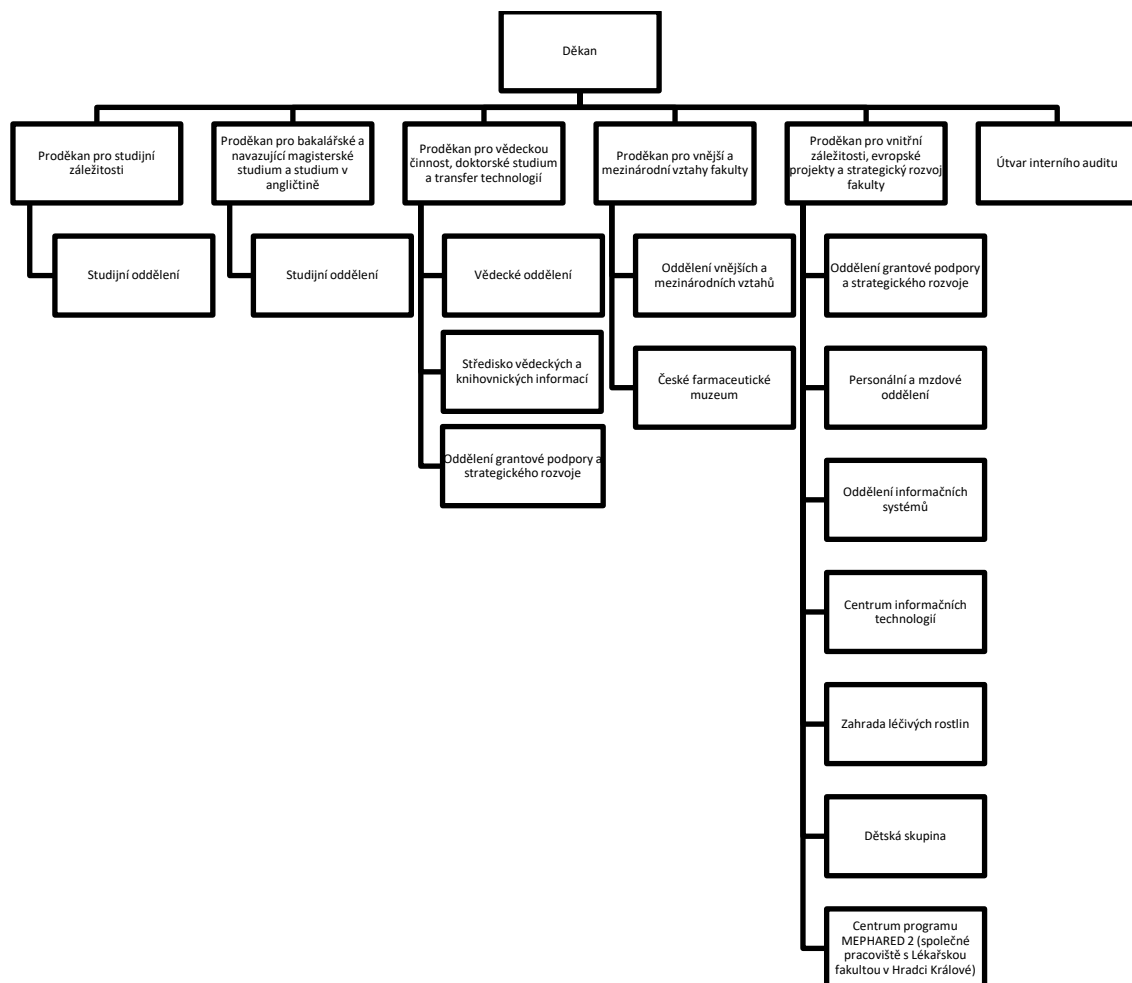 Děkan
Proděkan pro studijní
záležitosti
Studijní oddělení
Proděkan pro bakalářské a
navazující magisterské
studium a studium v
angličtině
Studijní oddělení
Proděkan pro vědeckou
činnost, doktorské studium
a transfer technologií
Vědecké oddělení
Středisko vědeckých a
knihovnických informací
Oddělení grantové podpory a
strategického rozvoje
Proděkan pro vnější a
mezinárodní vztahy fakulty
Oddělení vnějších a
mezinárodních vztahů
České farmaceutické
muzeum
Proděkan pro vnitřní
záležitosti, evropské
projekty a strategický rozvoj
fakulty
Oddělení grantové podpory
a strategického rozvoje
Personální a mzdové
oddělení
Oddělení informačních
systémů
Centrum informačních
technologií
Zahrada léčivých rostlin
Dětská skupina
Centrum programu
MEPHARED 2 (společné
pracoviště s Lékařskou
fakultou v Hradci Králové)
Útvar interního auditu